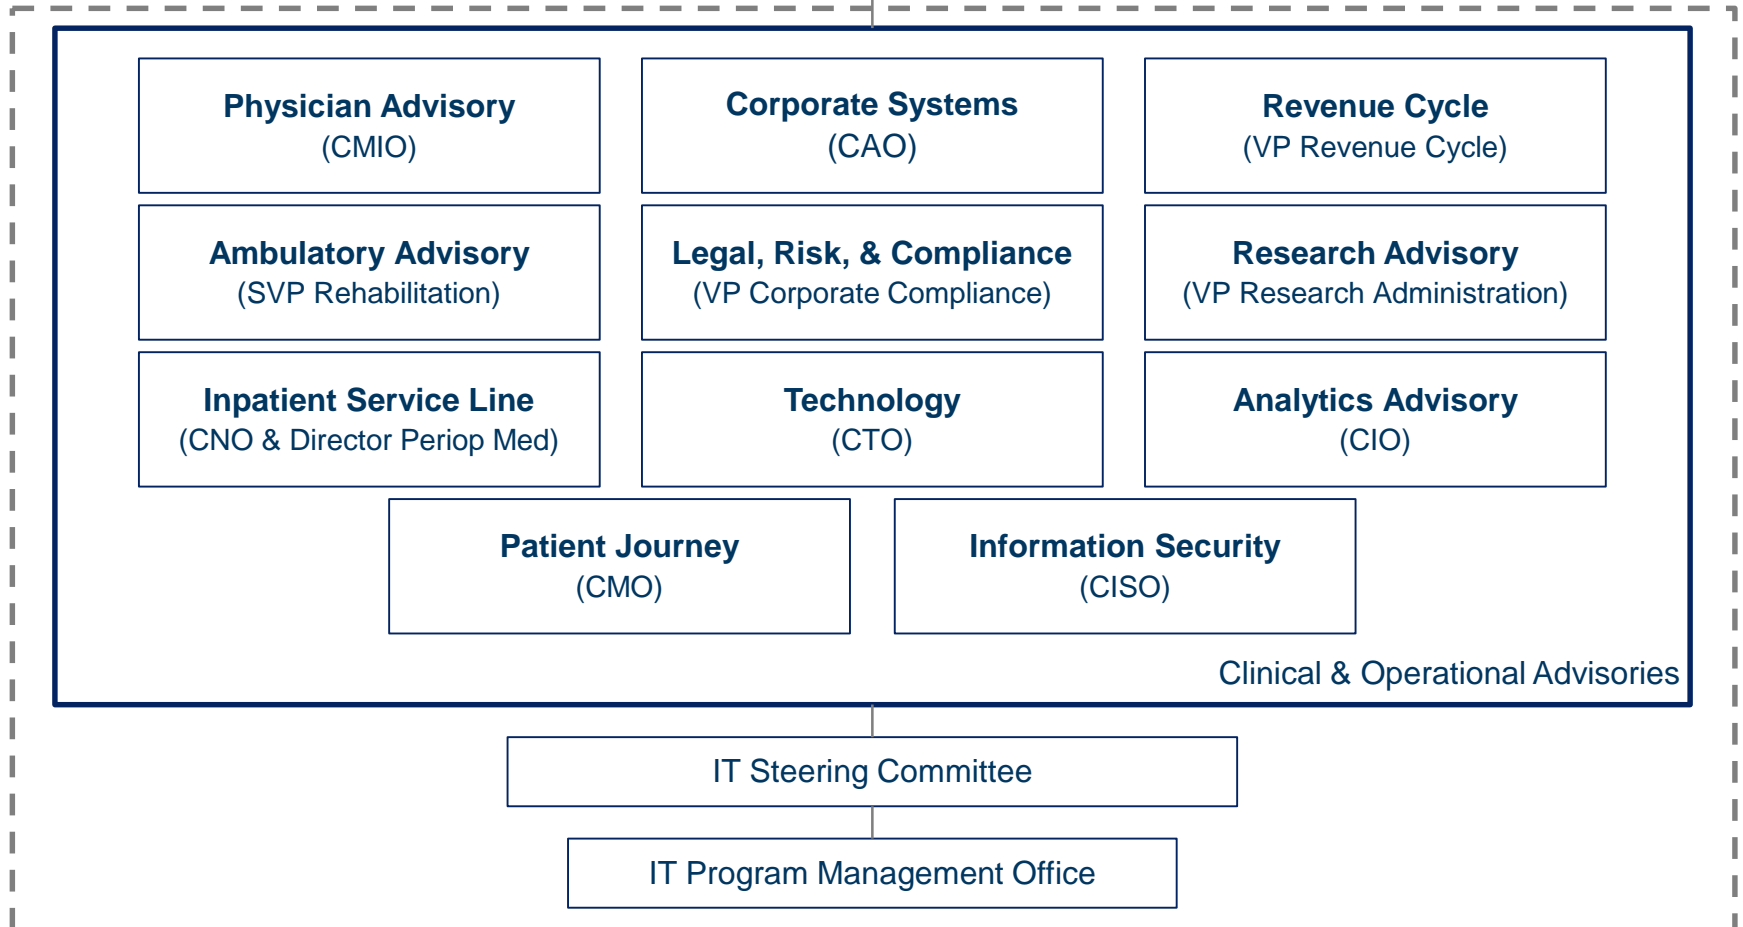 Physician Advisory
(CMIO)
Corporate Systems
(CAO)
Revenue Cycle
(VP Revenue Cycle)
Ambulatory Advisory
(SVP Rehabilitation)
Legal, Risk, & Compliance
(VP Corporate Compliance)
Research Advisory
(VP Research Administration)
Inpatient Service Line
(CNO & Director Periop Med)
Technology
(CTO)
Analytics Advisory
(CIO)
Patient Journey
(CMO)
Information Security
(CISO)
Clinical & Operational Advisories
IT Steering Committee
IT Program Management Office